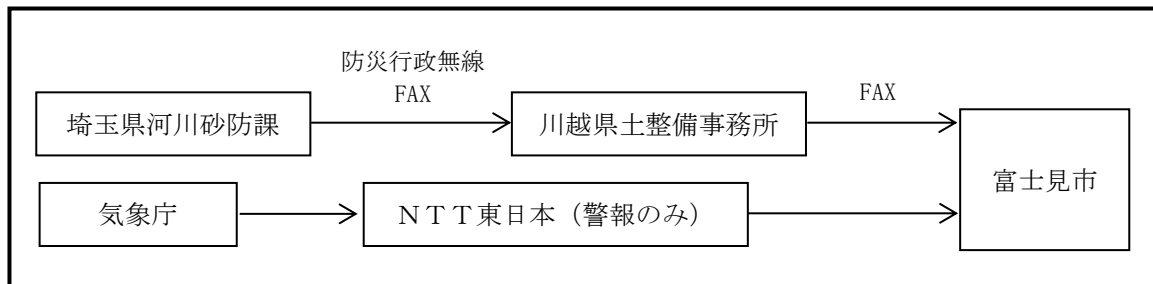 防災行政無線
FAX
FAX
埼玉県河川砂防課
川越県土整備事務所
富士見市
気象庁
ＮＴＴ東日本（警報のみ）